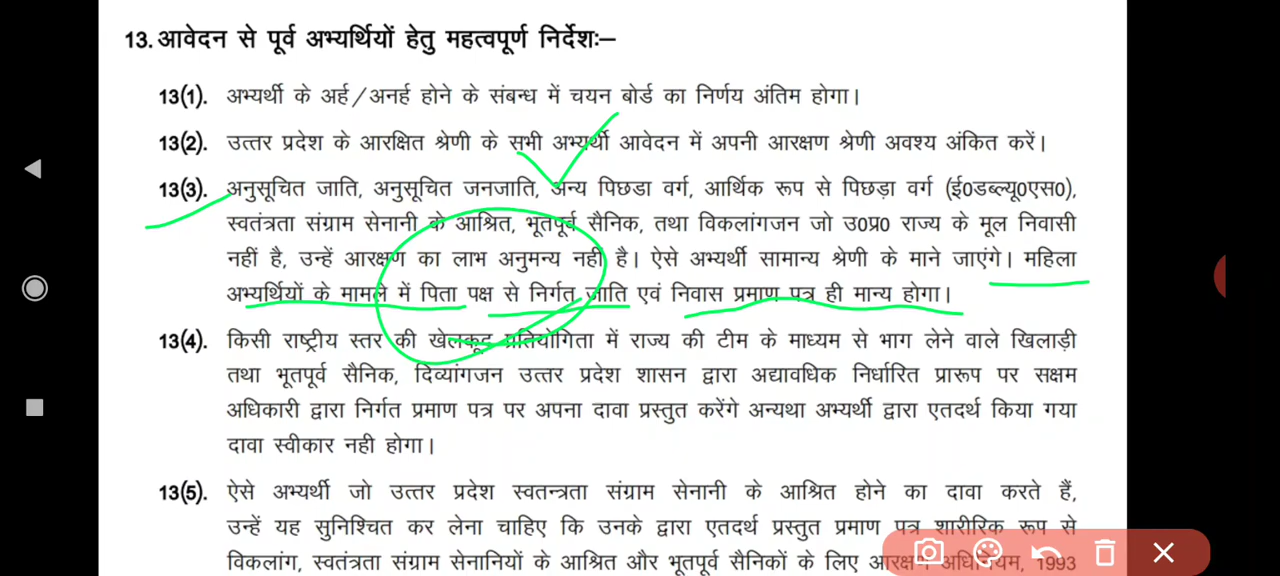 13. आवेदन से पूर्व अभ्यर्थियों हेतु महत्वपूर्ण निर्देशः–
13(1). अभ्यर्थी के अर्ह/अनर्ह होने के संबन्ध में चयन बोर्ड का निर्णय अंतिम होगा।
13(2). उत्तर प्रदेश के आरक्षित श्रेणी के सभी अभ्यर्थी आवेदन में अपनी आरक्षण श्रेणी अवश्य अंकित करें।
13(3). अनुसूचित जाति, अनुसूचित जनजाति, अन्य पिछडा वर्ग, आर्थिक रूप से पिछड़ा वर्ग (ई0डब्ल्यू0एस0),
स्वतंत्रता संग्राम सेनानी के आश्रित, भूतपूर्व सैनिक, तथा विकलांगजन जो उ0प्र0 राज्य के मूल निवासी
नहीं है, उन्हें आरक्षण का लाभ अनुमन्य नही है। ऐसे अभ्यर्थी सामान्य श्रेणी के माने जाएंगे। महिला
अभ्यर्थियों के मामले में पिता पक्ष से निर्गत जाति एवं निवास प्रमाण पत्र ही मान्य होगा।
13(4). किसी राष्ट्रीय स्तर की खेलकूद प्रतियोगिता में राज्य की टीम के माध्यम से भाग लेने वाले खिलाड़ी
तथा भूतपूर्व सैनिक, दिव्यांगजन उत्तर प्रदेश शासन द्वारा अद्यावधिक निर्धारित प्रारूप पर सक्षम
अधिकारी द्वारा निर्गत प्रमाण पत्र पर अपना दावा प्रस्तुत करेंगे अन्यथा अभ्यर्थी द्वारा एतदर्थ किया गया
दावा स्वीकार नही होगा।
13(5). ऐसे अभ्यर्थी जो उत्तर प्रदेश स्वतन्त्रता संग्राम सेनानी के आश्रित होने का दावा करते हैं,
उन्हें यह सुनिश्चित कर लेना चाहिए कि उनके द्वारा एतदर्थ प्रस्तुत प्रमाण पत्र शारीरिक रूप से
विकलांग, स्वतंत्रता संग्राम सेनानियों के आश्रित और भूतपूर्व सैनिकों के लिए आरक्षण अधिनियम, 1993